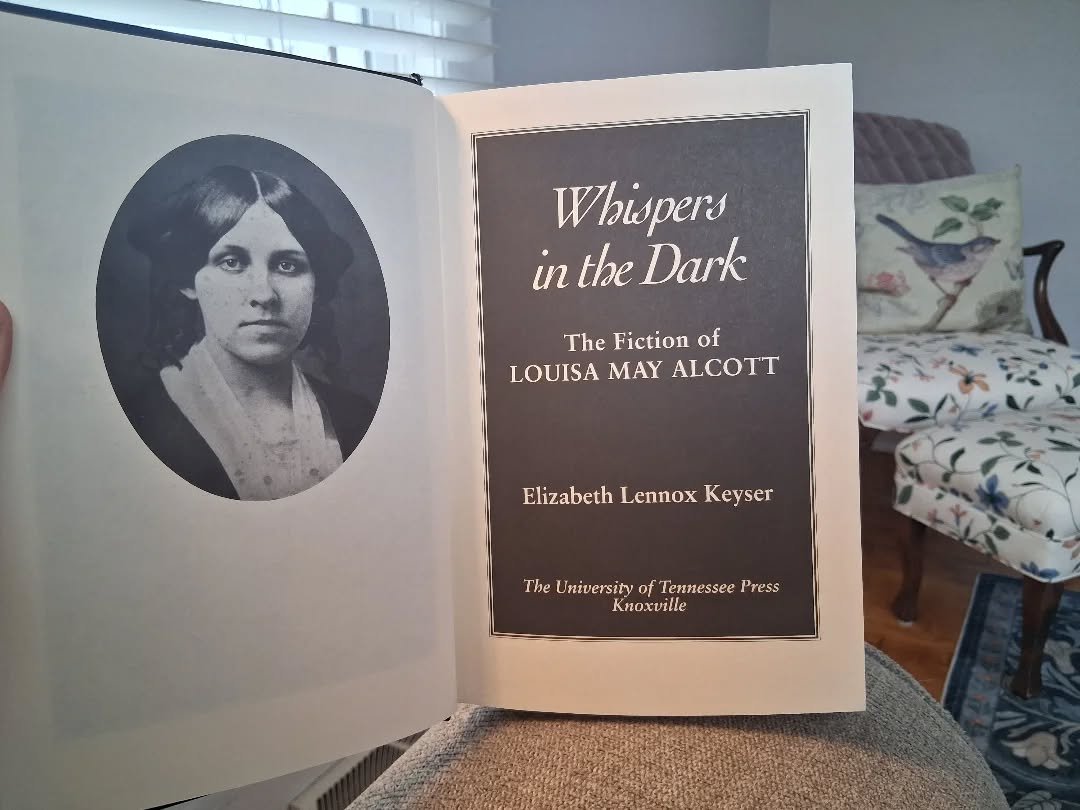 Whispers
in the Dark
The Fiction of
LOUISA MAY ALCOTT
Elizabeth Lennox Keyser
The University of Tennessee Press
Knoxville